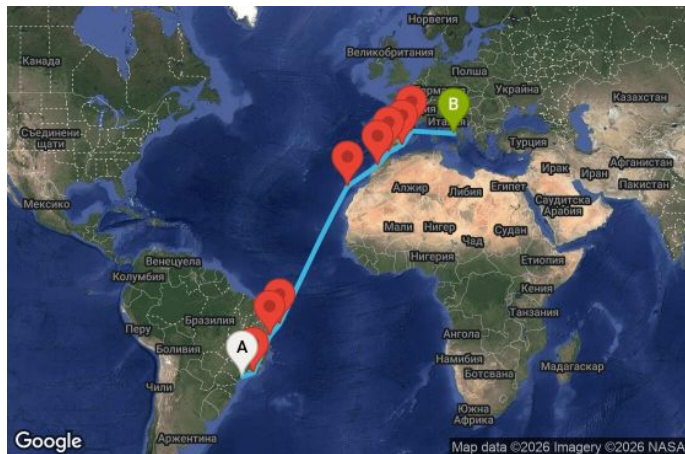 Норвегия
Канада
Великобритания
Полша
Германия
Украйна
Казахстан
Италия
Съединени
щати
Турция
Афганистан
Ирак
Иран
Пакистан
Алжир
Либия
Египет
Саудитска
Арабия
Мексико
Мали
Нигер
Судан
Чад
Венецуела
Нигерия
Етиопия
Колумбия
Кения
Бразилия
Танзания
Перу
A
B
Боливия
Ангола
Намибия
Мадагаскар
Ботсвана
Чили
Южна
Африка
Аржентина
Google
Map data ©2026 Imagery ©2026 NASA